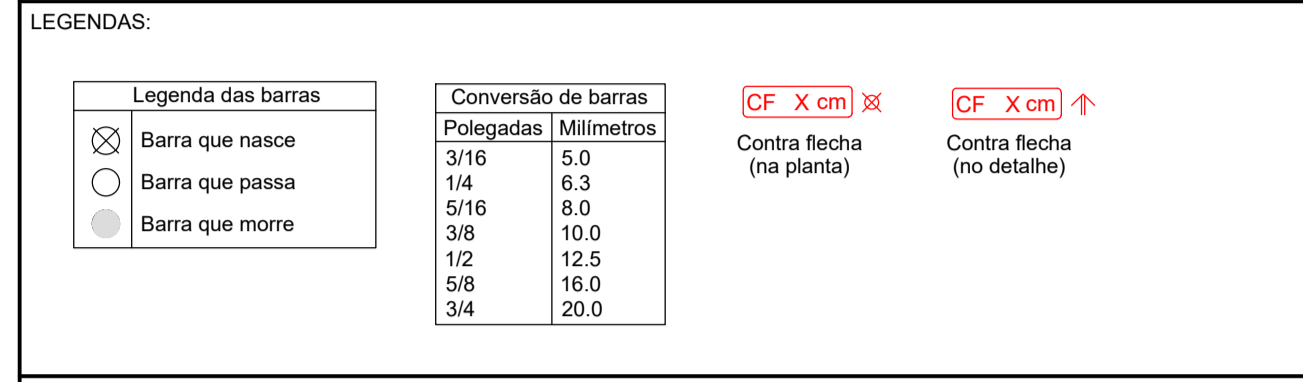 LEGENDAS:
Legenda das barras
Barra que nasce
Barra que passa
Barra que morre
Conversão de barras
Polegadas Milímetros
3/16 5.0
1/4 6.3
5/16 8.0
3/8 10.0
1/2 12.5
5/8 16.0
3/4 20.0
CF X cm
Contra flecha
(na planta)
CF X cm
Contra flecha
(no detalhe)